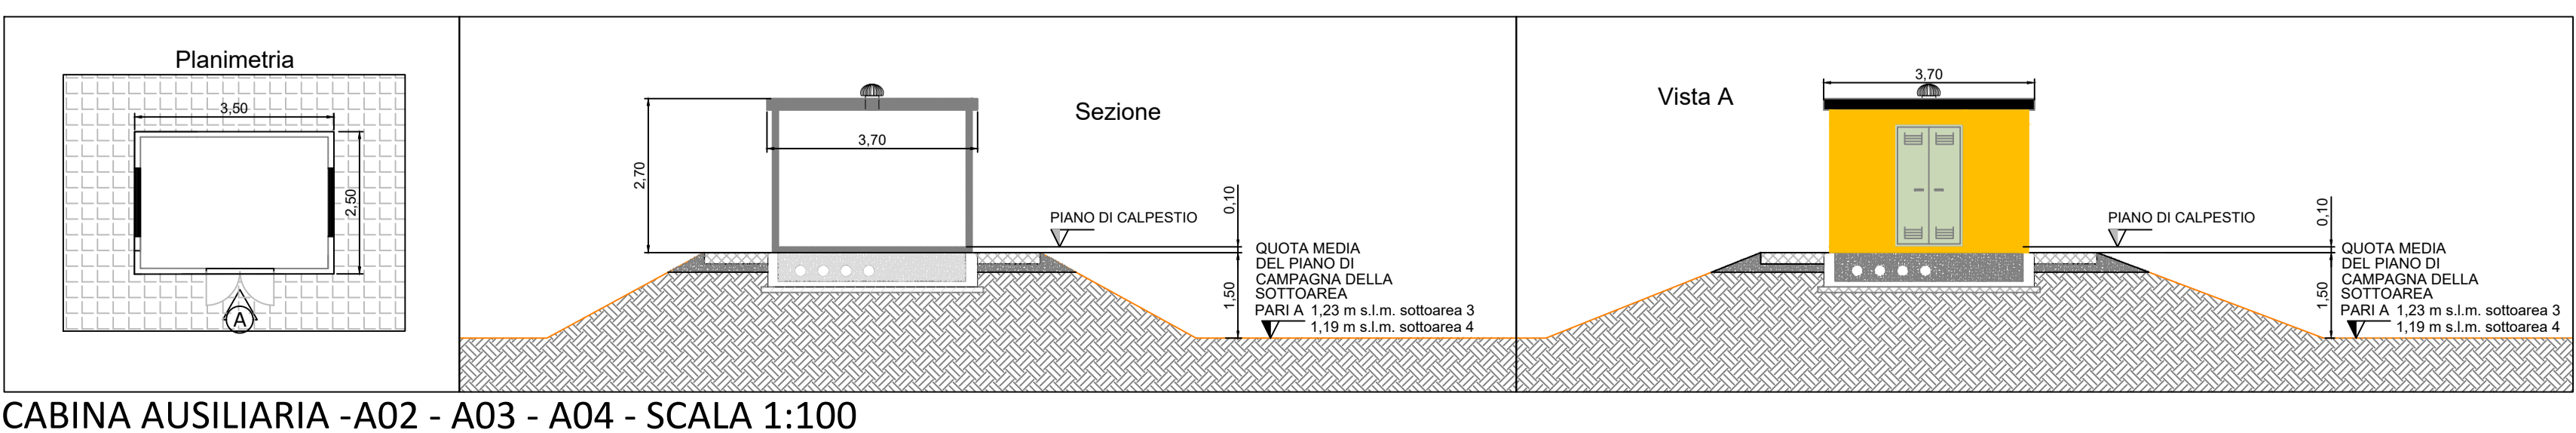 Planimetria
3,50
2,50
A
Sezione
2,70
3,70
PIANO DI CALPESTIO
0,10
1,50
QUOTA MEDIA
DEL PIANO DI
CAMPAGNA DELLA
SOTTOAREA
PARI A 1,23 m s.l.m. sottoarea 3
1,19 m s.l.m. sottoarea 4
Vista A
3,70
PIANO DI CALPESTIO
0,10
1,50
QUOTA MEDIA
DEL PIANO DI
CAMPAGNA DELLA
SOTTOAREA
PARI A 1,23 m s.l.m. sottoarea 3
1,19 m s.l.m. sottoarea 4
CABINA AUSILIARIA -A02 - A03 - A04 - SCALA 1:100